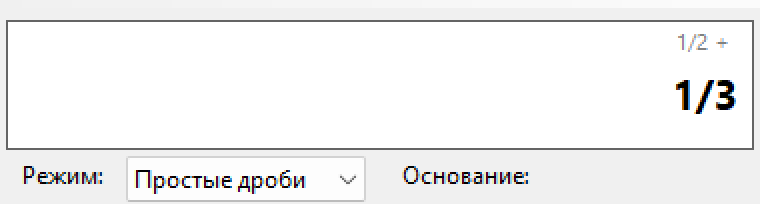 1/2 +
1/3
Режим: Простые дроби Основание: